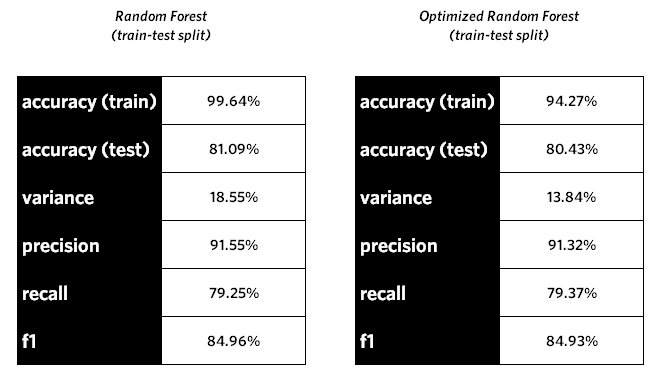 Random Forest
(train-test split)
accuracy (train) 99.64%
accuracy (test) 81.09%
variance 18.55%
precision 91.55%
recall 79.25%
f1 84.96%
Optimized Random Forest
(train-test split)
accuracy (train) 94.27%
accuracy (test) 80.43%
variance 13.84%
precision 91.32%
recall 79.37%
f1 84.93%